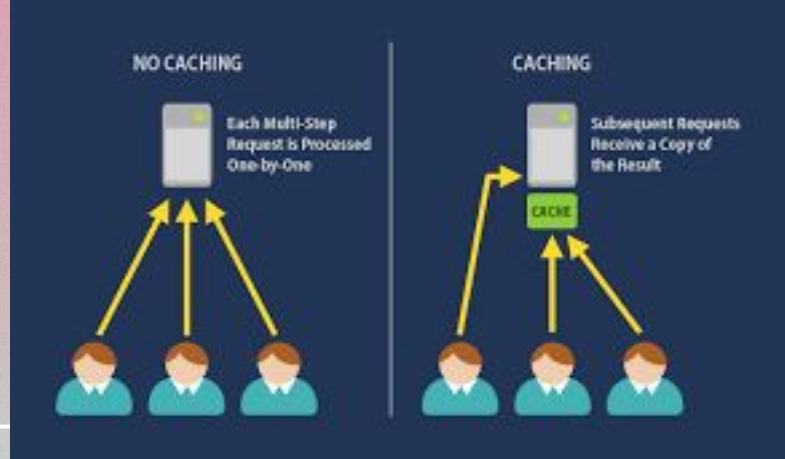 NO CACHING
Each Multi-Step
Request is Processed
One-by-One
CACHING
Subsequent Requests
Receive a Copy of
the Result
CACHE